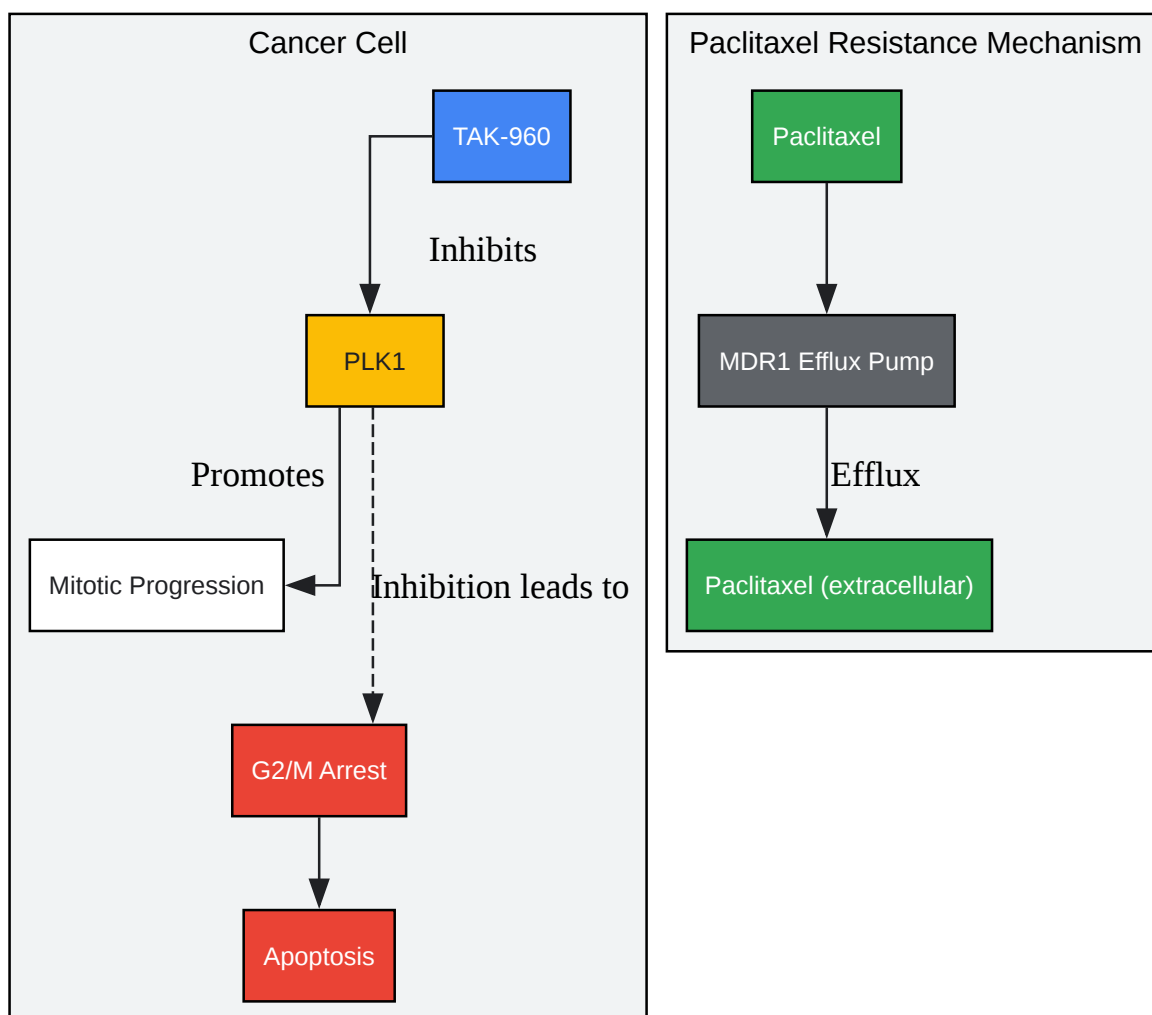 Cancer Cell
TAK-960
Inhibits
PLK1
Promotes
Mitotic Progression
Inhibition leads to
G2/M Arrest
Apoptosis
Paclitaxel Resistance Mechanism
Paclitaxel
MDR1 Efflux Pump
Efflux
Paclitaxel (extracellular)